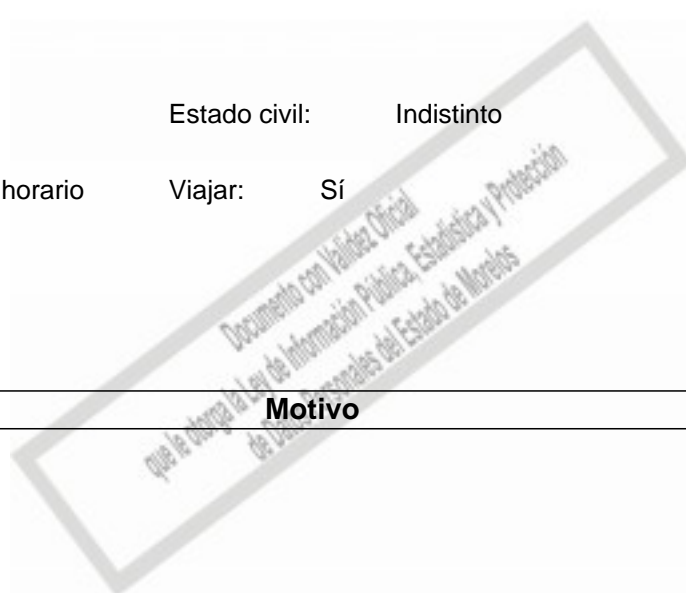 Estado civil: Indistinto
horario Viajar: Sí
Documento con Validez Oficial
que le otorga la Ley de Información Pública, Estadística y Protección
de Datos Personales del Estado de Morelos
Motivo